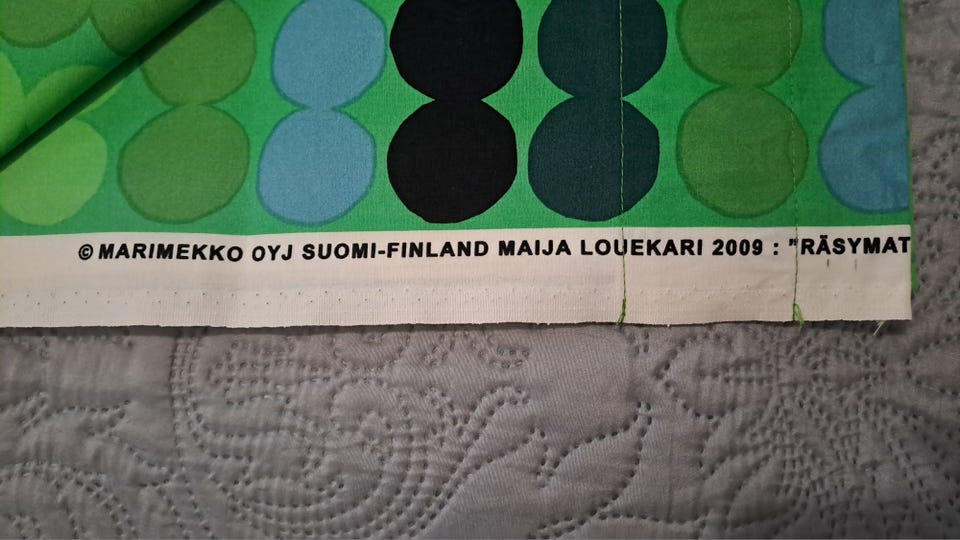 © MARIMEKKO OYJ SUOMI-FINLAND MAIJA LOUEKARI 2009 : "RÄSYMAT